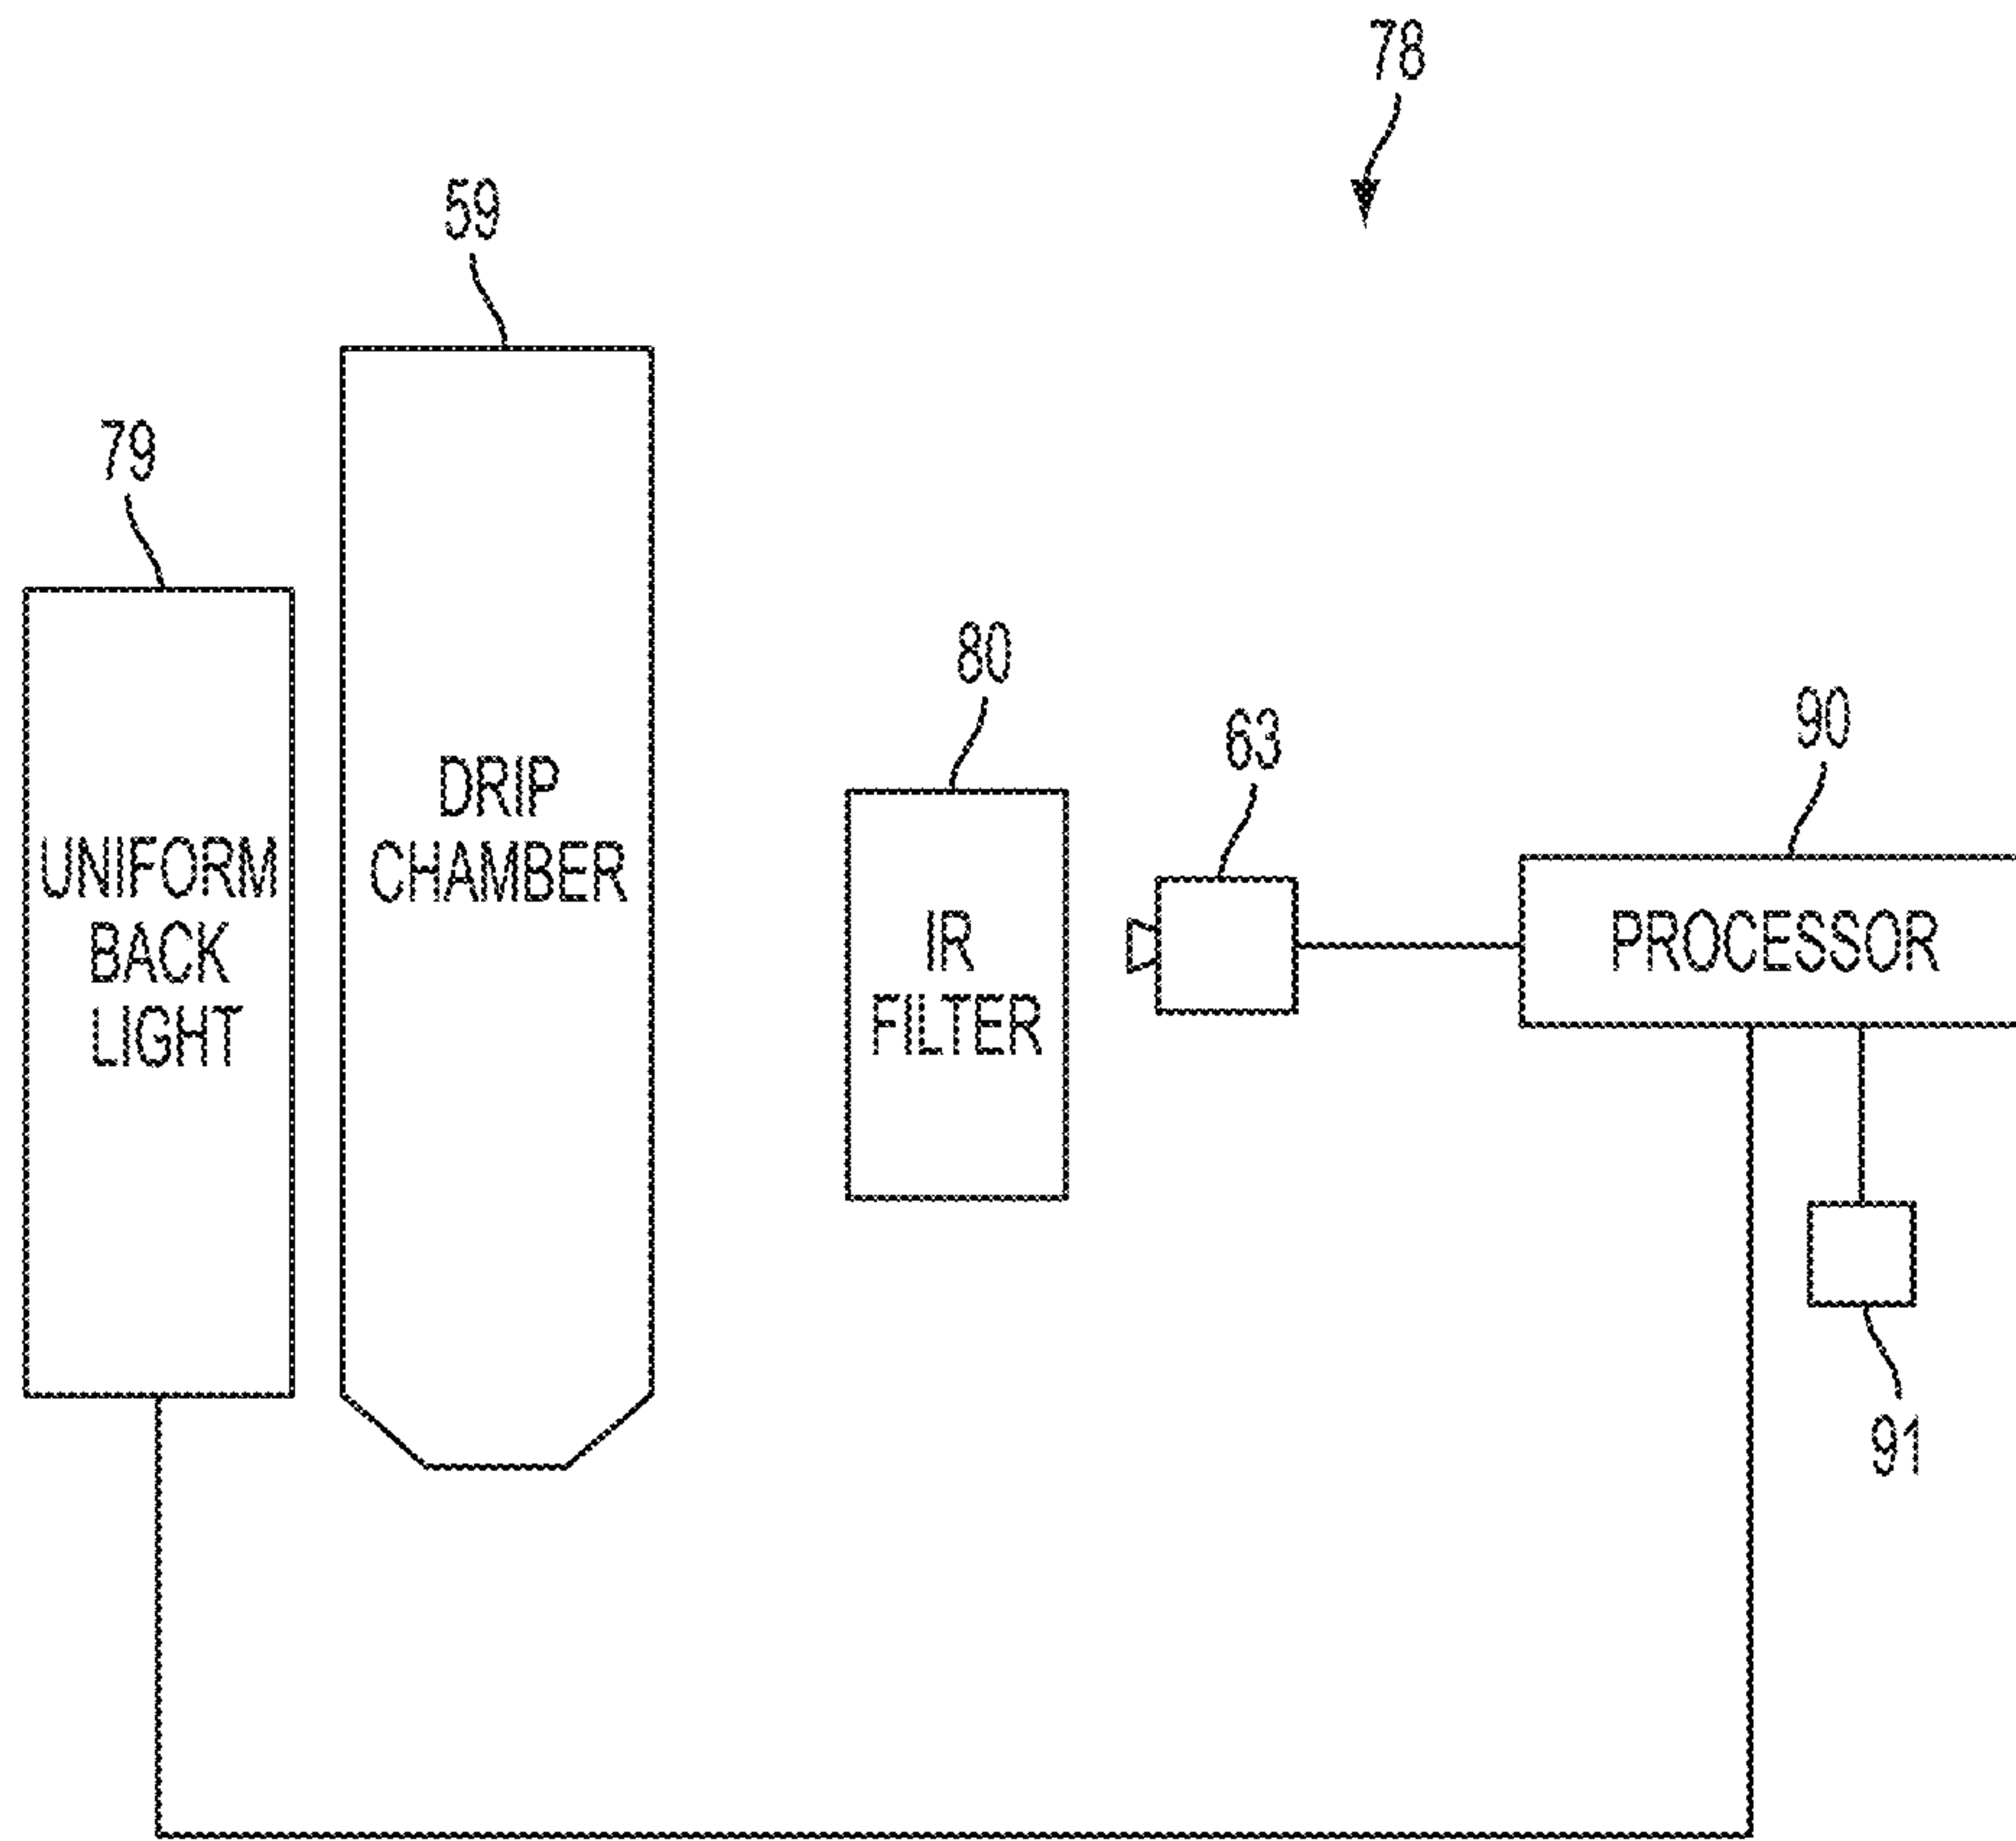 78
59
79
80
63
90
DRIP
CHAMBER
UNIFORM
BACK
LIGHT
IR
FILTER
PROCESSOR
91